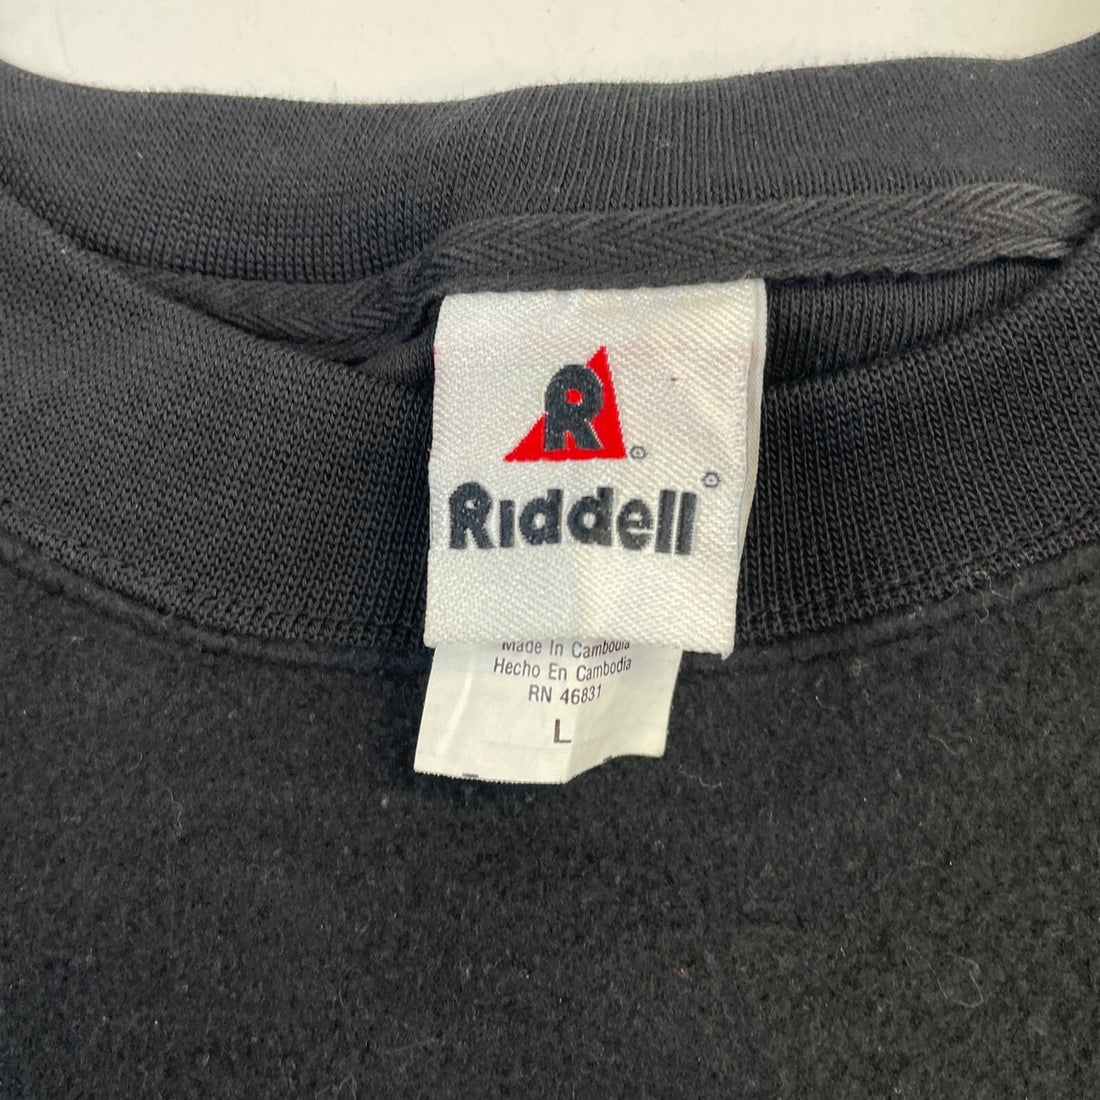 R
Riddell
Made In Cambodia
Hecho En Cambodia
RN 46831
L